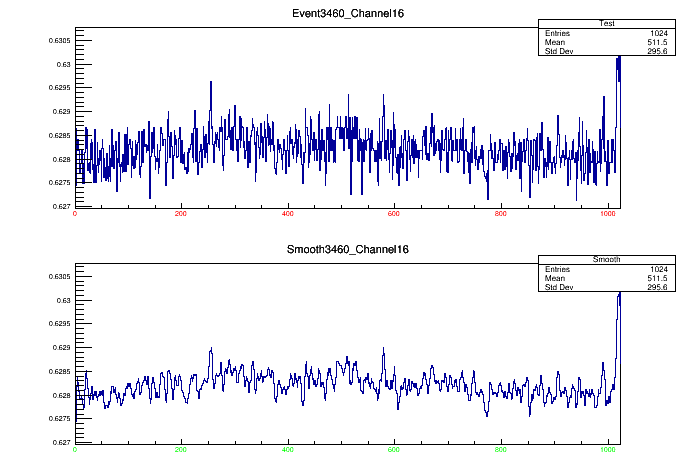 Event3460_Channel16
Test
Entries 1024
Mean 511.5
Std Dev 295.6
0.6305
0.63
0.6295
0.629
0.6285
0.628
0.6275
0.627
0 200 400 600 800 1000
Smooth3460_Channel16
Smooth
Entries 1024
Mean 511.5
Std Dev 295.6
0.6305
0.63
0.6295
0.629
0.6285
0.628
0.6275
0.627
0 200 400 600 800 1000